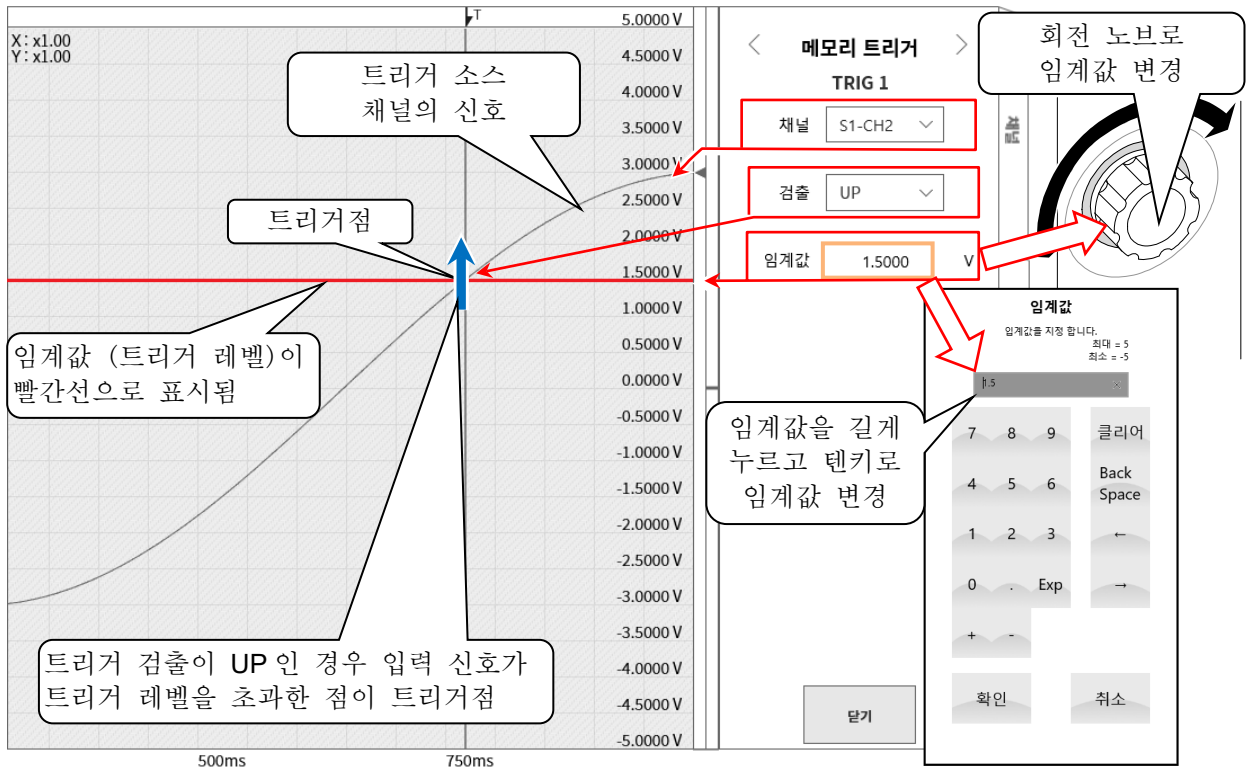 T
X : x1.00
Y : x1.00
트리거 소스
채널의 신호
트리거점
임계값 (트리거 레벨)이
빨간선으로 표시됨
트리거 검출이 UP 인 경우 입력 신호가
트리거 레벨을 초과한 점이 트리거점
5.0000 V
4.5000 V
4.0000 V
3.5000 V
3.0000 V
2.5000 V
2.0000 V
1.5000 V
1.0000 V
0.5000 V
0.0000 V
-0.5000 V
-1.0000 V
-1.5000 V
-2.0000 V
-2.5000 V
-3.0000 V
-3.5000 V
-4.0000 V
-4.5000 V
-5.0000 V
500ms
750ms
메모리 트리거
TRIG 1
채널 S1-CH2
검출 UP
임계값 1.5000 V
닫기
채널
회전 노브로
임계값 변경
임계값을 길게
누르고 텐키로
임계값 변경
임계값
임계값을 지정 합니다.
최대 = 5
최소 = -5
1.5
7 8 9 클리어
4 5 6 Back
Space
1 2 3 ←
0 . Exp →
+ -
확인 취소